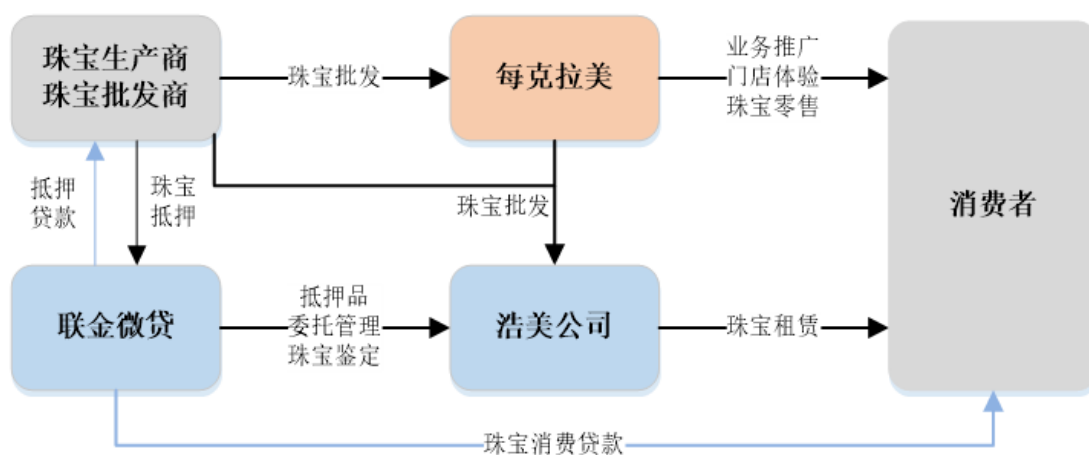 珠宝生产商
珠宝批发商
珠宝批发
每克拉美
业务推广
门店体验
珠宝零售
消费者
抵押
贷款
珠宝
抵押
珠宝批发
联金微贷
抵押品
委托管理
珠宝鉴定
浩美公司
珠宝租赁
珠宝消费贷款